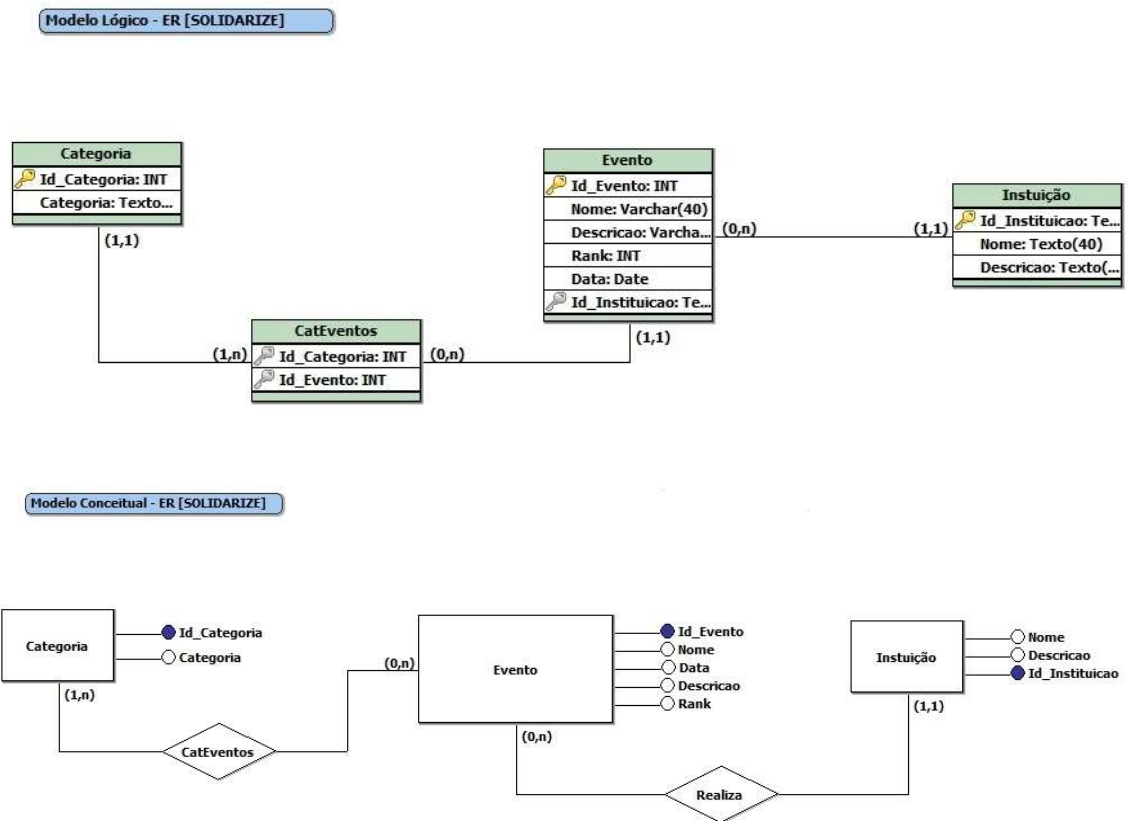 Modelo Lógico - ER [SOLIDARIZE]
Categoria
Id_Categoria: INT
Categoria: Texto...
(1,1)
Evento
Id_Evento: INT
Nome: Varchar(40)
Descricao: Varcha...
Rank: INT
Data: Date
Id_Instituicao: Te...
(0,n)
(1,1)
(1,1)
Instuição
Id_Instituicao: Te...
Nome: Texto(40)
Descricao: Texto(...
CatEventos
Id_Categoria: INT
Id_Evento: INT
(1,n)
(0,n)
Modelo Conceitual - ER [SOLIDARIZE]
Categoria
Id_Categoria
Categoria
(1,n)
(0,n)
CatEventos
Evento
Id_Evento
Nome
Data
Descricao
Rank
(0,n)
Realiza
Instuição
Nome
Descricao
Id_Instituicao
(1,1)